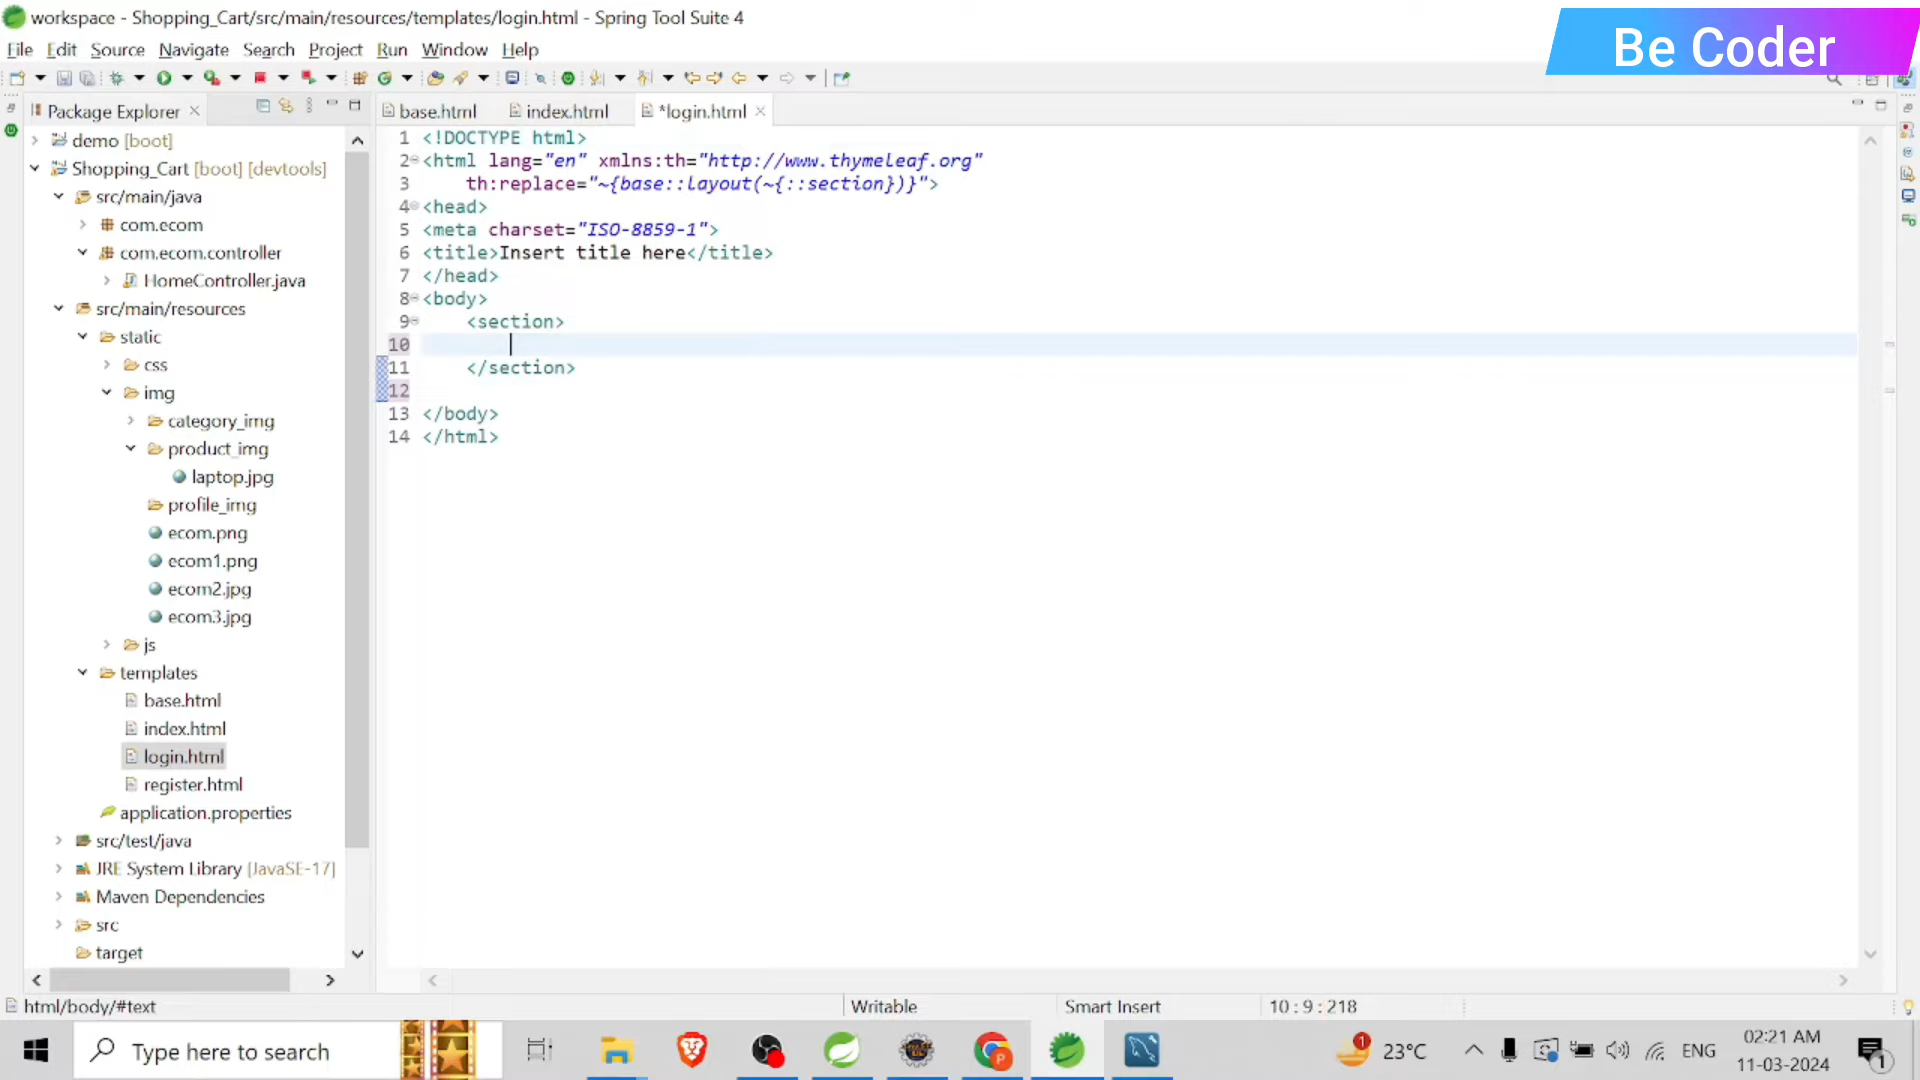 workspace - Shopping_Cart/src/main/resources/templates/login.html - Spring Tool Suite 4
Be Coder
File Edit Source Navigate Search Project Run Window Help
Package Explorer
base.html
index.html
*login.html
demo [boot]
Shopping_Cart [boot] [devtools]
src/main/java
com.ecom
com.ecom.controller
HomeController.java
src/main/resources
static
css
img
category_img
product_img
laptop.jpg
profile_img
ecom.png
ecom1.png
ecom2.jpg
ecom3.jpg
js
templates
base.html
index.html
login.html
register.html
application.properties
src/test/java
JRE System Library [JavaSE-17]
Maven Dependencies
src
target
1 <!DOCTYPE html>
2 <html lang="en" xmlns:th="http://www.thymeleaf.org"
3 th:replace="~{base::layout(~{::section})}">
4 <head>
5 <meta charset="ISO-8859-1">
6 <title>Insert title here</title>
7 </head>
8 <body>
9 <section>
10
11 </section>
12
13 </body>
14 </html>
html/body/#text
Writable
Smart Insert
10 : 9 : 218
Type here to search
P
1
23°C
ENG
02:21 AM
11-03-2024
1